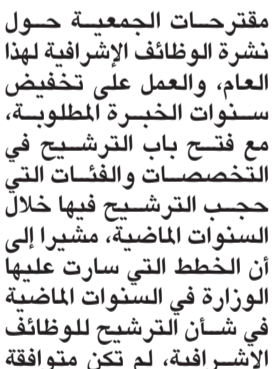 مقترحات الجمعية حول
نشرة الوظائف الإشرافية لهذا
العام، والعمل على تخفيض
سنوات الخبرة المطلوبة،
مع فتح باب الترشيح في
التخصصات والفئات التي
حجب الترشيح فيها خلال
السنوات الماضية، مشيرا إلى
أن الخطط التي سارت عليها
الوزارة في السنوات الماضية
في شأن الترشيح للوظائف
الإشرافية، لم تكن متوافقة